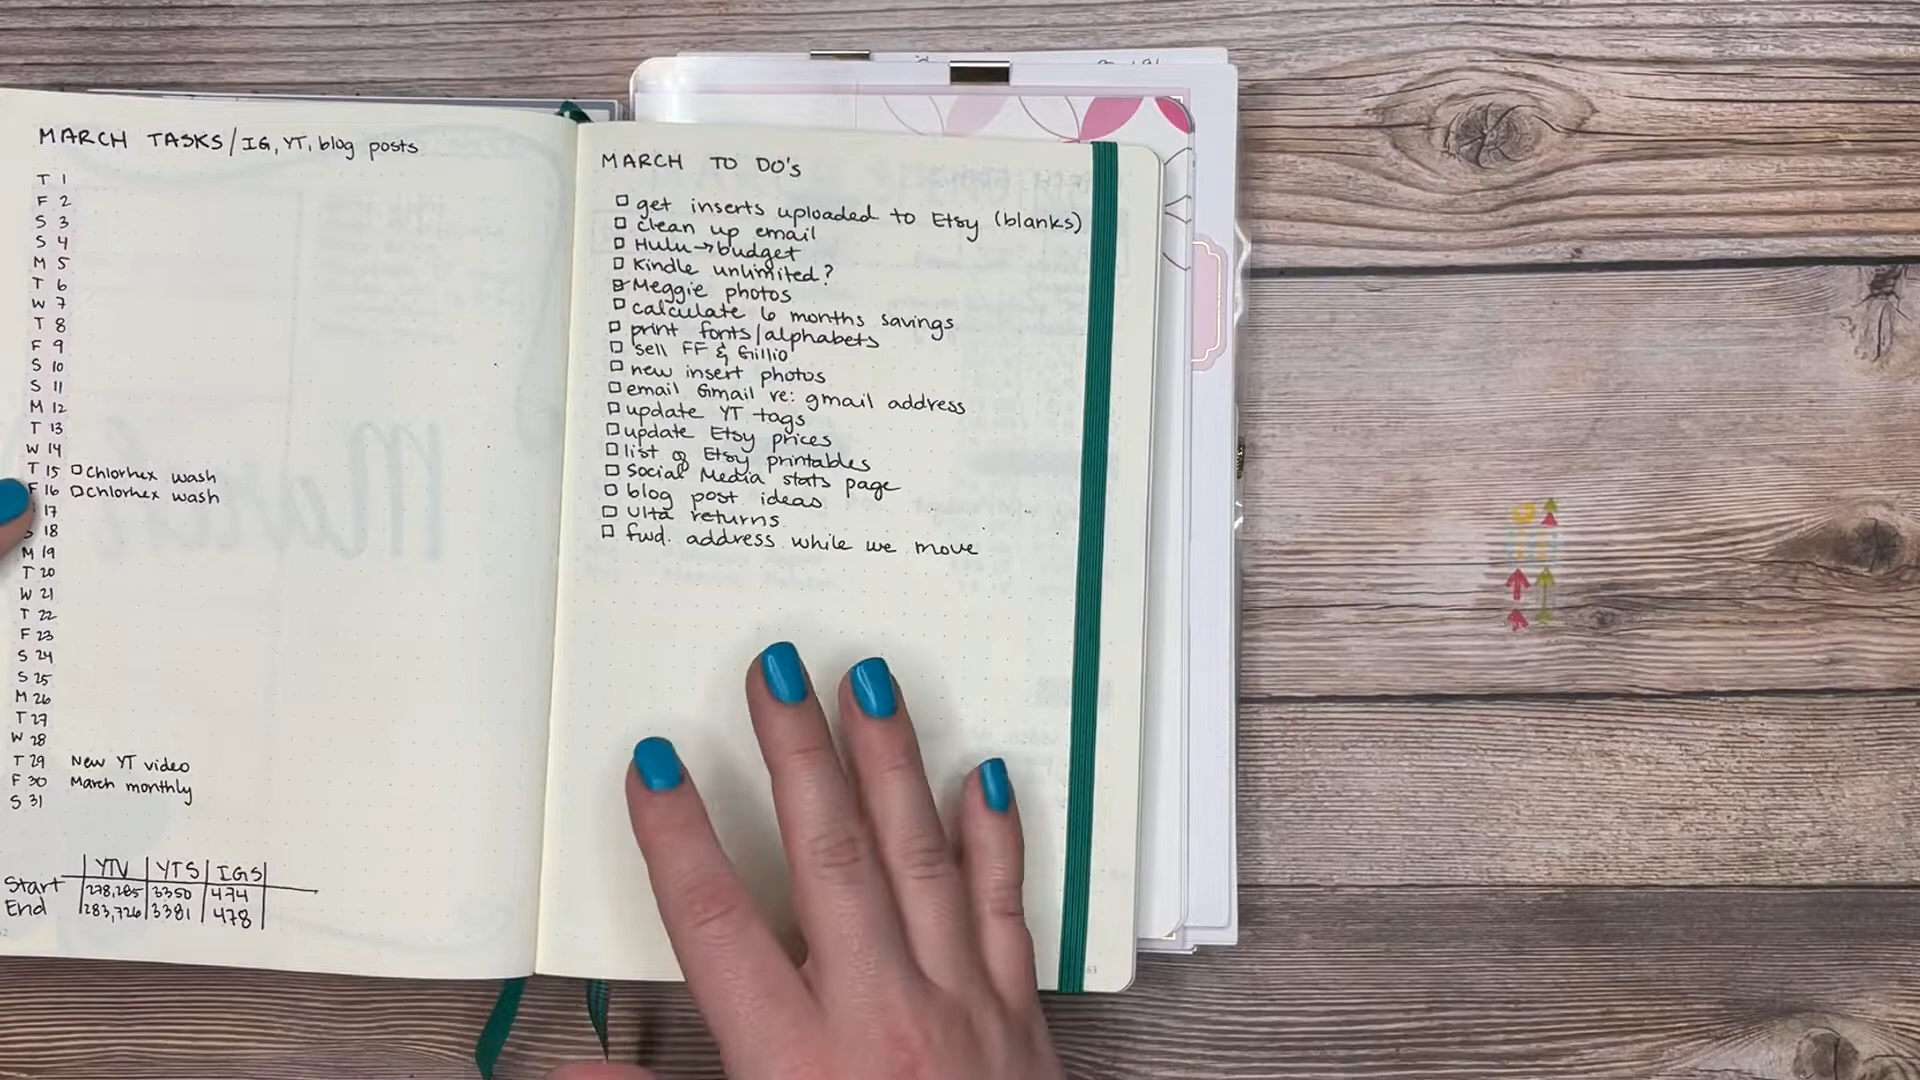 MARCH TASKS/IG, YT, blog posts
T 1
F 2
S 3
S 4
M 5
T 6
W 7
T 8
F 9
S 10
S 11
M 12
T 13
W 14
T 15 □ Chlorhex wash
F 16 □ Chlorhex wash
17
S 18
M 19
T 20
W 21
T 22
F 23
S 24
S 25
M 26
T 27
W 28
T 29 New YT video
F 30 March monthly
S 31
YTV YTS IGS
Start 278,285 3350 474
End 283,726 3381 478
MARCH TO DO'S
□ get inserts uploaded to Etsy (blanks)
□ clean up email
□ Hulu→budget
□ Kindle unlimited?
☑ Meggie photos
□ calculate 6 months savings
□ print fonts/alphabets
□ sell FF & Gillio
□ new insert photos
□ email Gmail re: gmail address
□ update YT tags
□ update Etsy prices
□ list of Etsy printables
□ Social Media stats page
□ blog post ideas
□ Ulta returns
□ fwd. address while we move
63